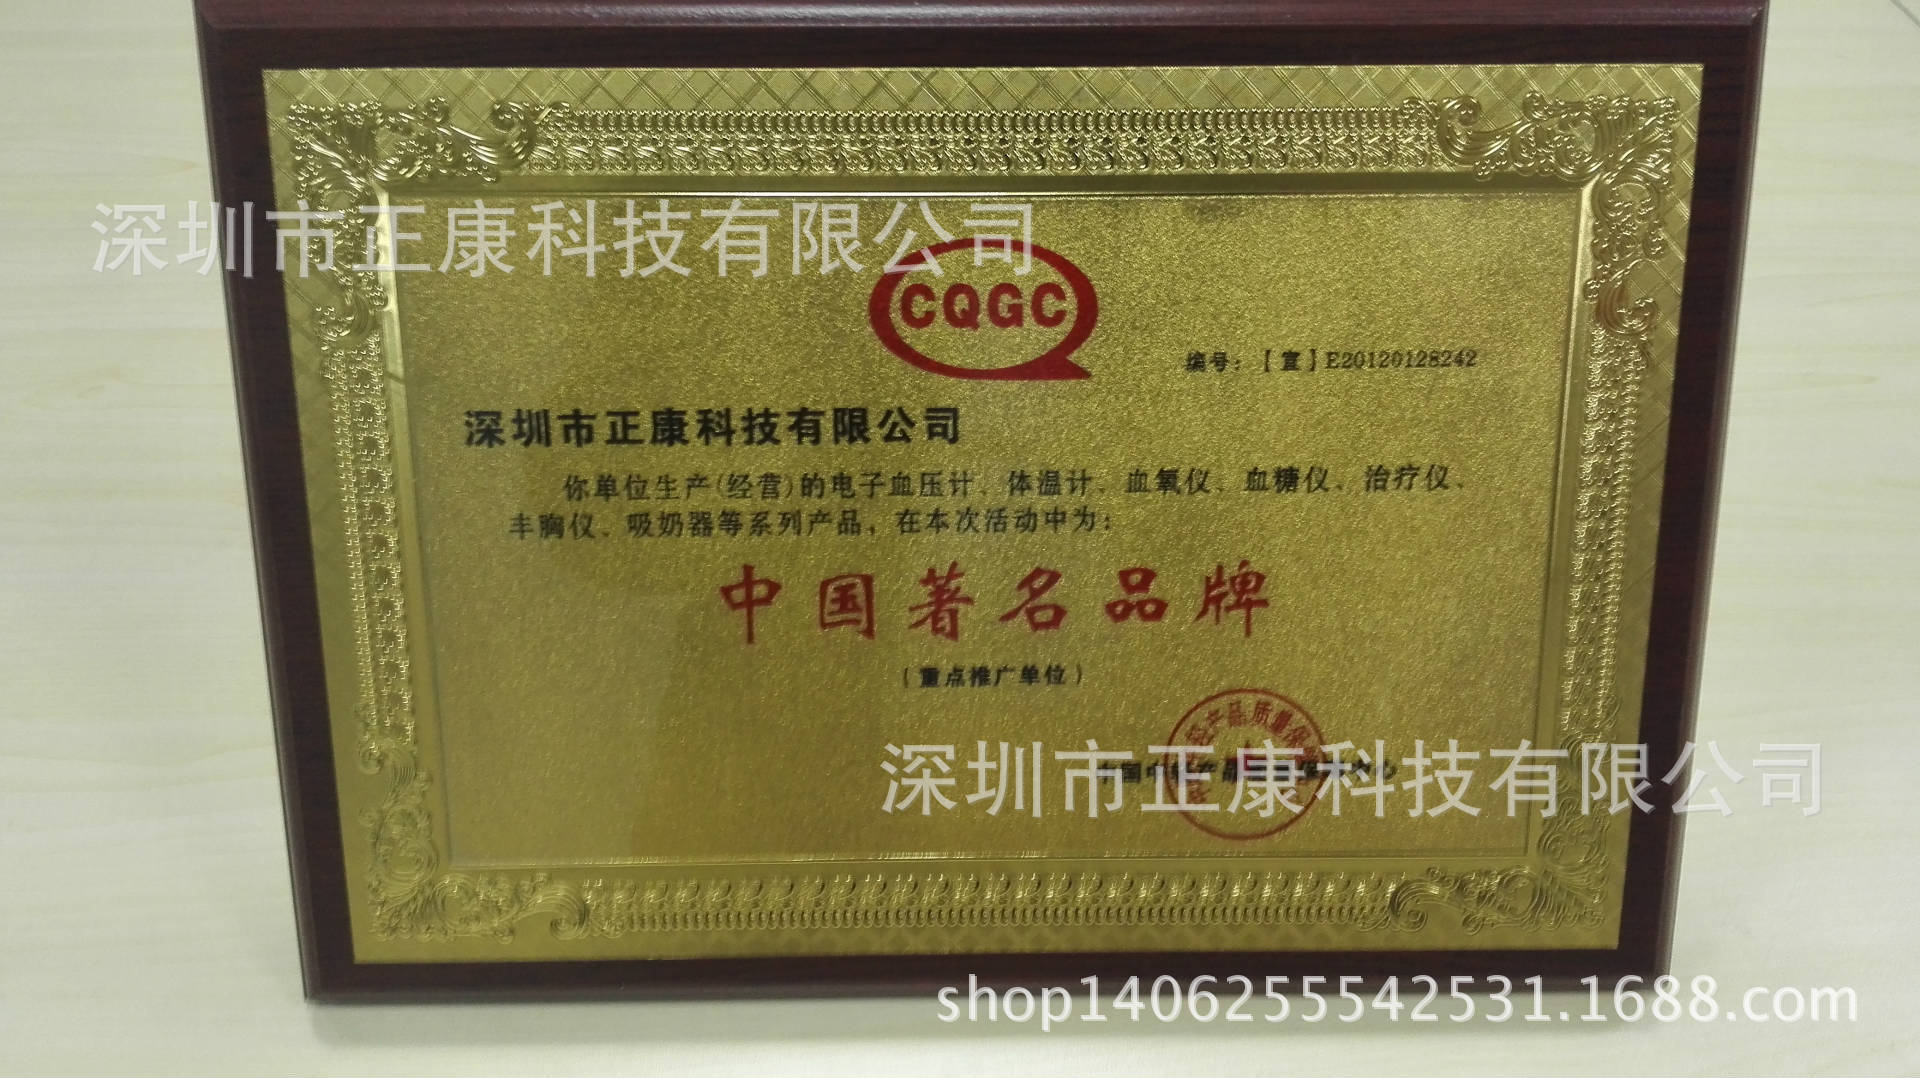 深圳市正康科技有限公司
CQGC
编号：【宣】E20120128242
深圳市正康科技有限公司
你单位生产(经营)的电子血压计、体温计、血氧仪、血糖仪、治疗仪、
丰胸仪、吸奶器等系列产品，在本次活动中为：
中国著名品牌
(重点推广单位)
产品质量保
深圳市正康科技有限公司
shop1406255542531.1688.com